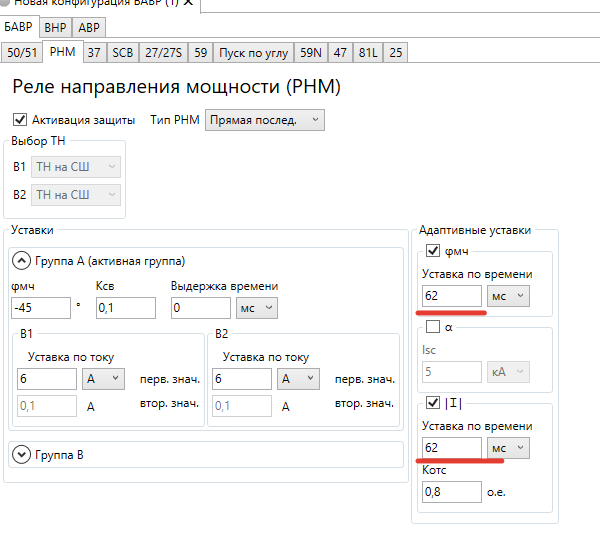 Новая конфигурация БАВР (1) X
БАВР ВНР АВР
50/51 РНМ 37 SCB 27/27S 59 Пуск по углу 59N 47 81L 25
Реле направления мощности (РНМ)
Активация защиты Тип РНМ Прямая послед.
Выбор ТН
В1 ТН на СШ
В2 ТН на СШ
Уставки
Группа А (активная группа)
φмч Ксв Выдержка времени
-45 ° 0,1 0 мс
В1 В2
Уставка по току Уставка по току
6 А перв. знач. 6 А перв. знач.
0,1 А втор. знач. 0,1 А втор. знач.
Группа В
Адаптивные уставки
φмч
Уставка по времени
62 мс
α
Isc
5 кА
|I|
Уставка по времени
62 мс
Котс
0,8 о.е.